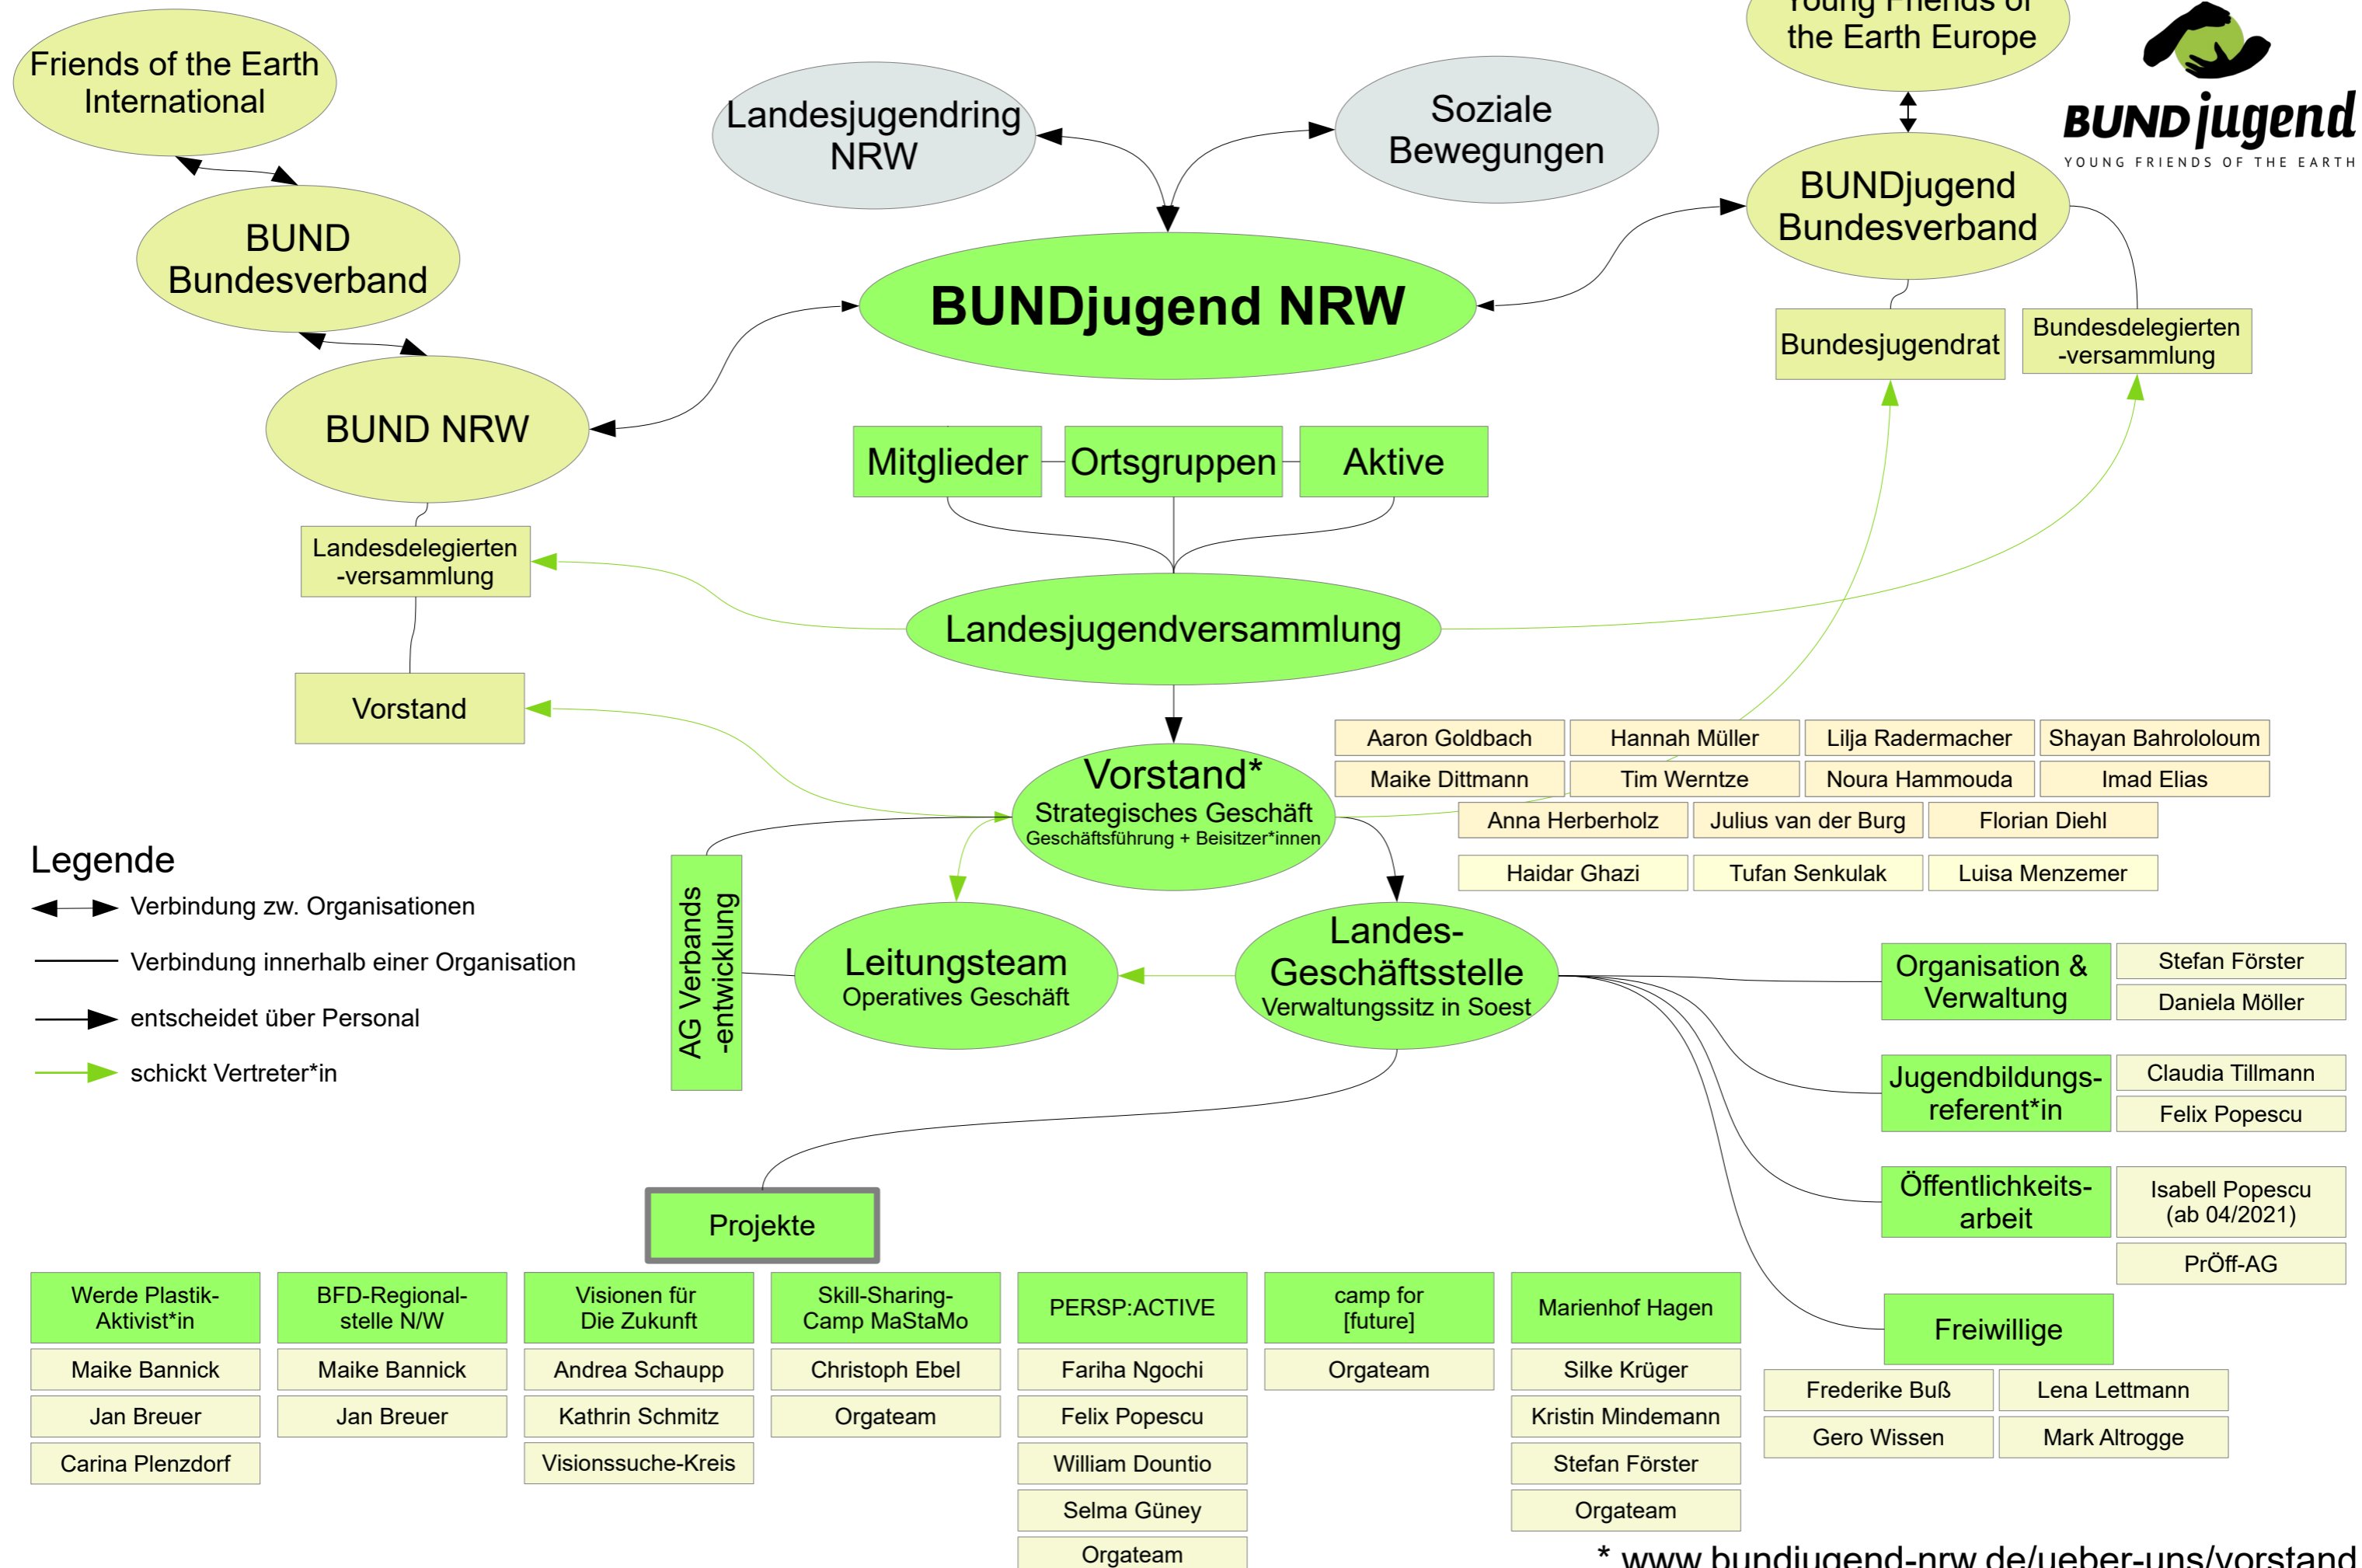 Friends of the Earth
International
BUND
Bundesverband
BUND NRW
Landesdelegierten
-versammlung
Vorstand
Landesjugendring
NRW
Soziale
Bewegungen
BUNDjugend NRW
Young Friends of
the Earth Europe
BUNDjugend
YOUNG FRIENDS OF THE EARTH
BUNDjugend
Bundesverband
Bundesjugendrat
Bundesdelegierten
-versammlung
Mitglieder
Ortsgruppen
Aktive
Landesjugendversammlung
Vorstand*
Strategisches Geschäft
Geschäftsführung + Beisitzer*innen
Aaron Goldbach
Hannah Müller
Lilja Radermacher
Shayan Bahrololoum
Maike Dittmann
Tim Werntze
Noura Hammouda
Imad Elias
Anna Herberholz
Julius van der Burg
Florian Diehl
Haidar Ghazi
Tufan Senkulak
Luisa Menzemer
Legende
Verbindung zw. Organisationen
Verbindung innerhalb einer Organisation
entscheidet über Personal
schickt Vertreter*in
AG Verbands
-entwicklung
Leitungsteam
Operatives Geschäft
Landes-
Geschäftsstelle
Verwaltungssitz in Soest
Organisation &
Verwaltung
Stefan Förster
Daniela Möller
Jugendbildungs-
referent*in
Claudia Tillmann
Felix Popescu
Öffentlichkeits-
arbeit
Isabell Popescu
(ab 04/2021)
PrÖff-AG
Freiwillige
Frederike Buß
Lena Lettmann
Gero Wissen
Mark Altrogge
Projekte
Werde Plastik-
Aktivist*in
Maike Bannick
Jan Breuer
Carina Plenzdorf
BFD-Regional-
stelle N/W
Maike Bannick
Jan Breuer
Visionen für
Die Zukunft
Andrea Schaupp
Kathrin Schmitz
Visionssuche-Kreis
Skill-Sharing-
Camp MaStaMo
Christoph Ebel
Orgateam
PERSP:ACTIVE
Fariha Ngochi
Felix Popescu
William Dountio
Selma Güney
Orgateam
camp for
[future]
Orgateam
Marienhof Hagen
Silke Krüger
Kristin Mindemann
Stefan Förster
Orgateam
* www.bundjugend-nrw.de/ueber-uns/vorstand